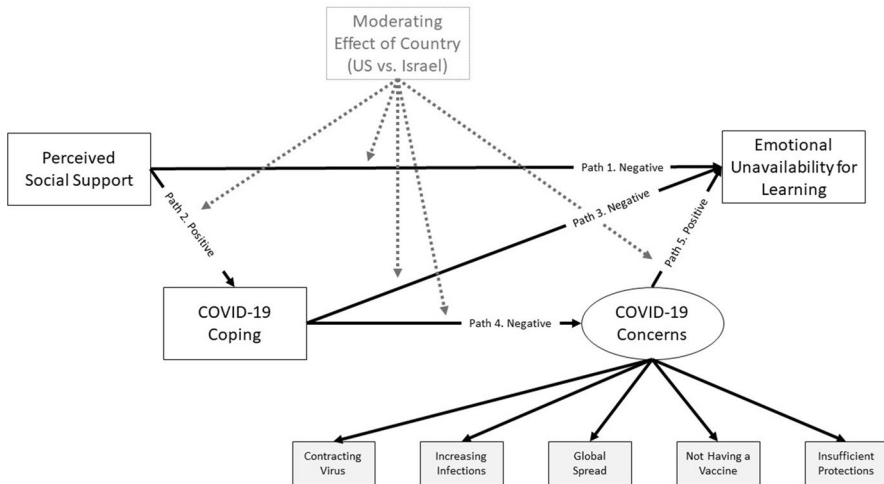 Moderating
Effect of Country
(US vs. Israel)
Perceived
Social Support
Emotional
Unavailability for
Learning
Path 1. Negative
Path 2. Positive
Path 3. Negative
Path 5. Positive
COVID-19
Coping
Path 4. Negative
COVID-19
Concerns
Contracting
Virus
Increasing
Infections
Global
Spread
Not Having a
Vaccine
Insufficient
Protections